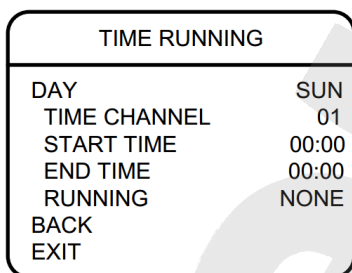 TIME RUNNING
DAY SUN
TIME CHANNEL 01
START TIME 00:00
END TIME 00:00
RUNNING NONE
BACK
EXIT